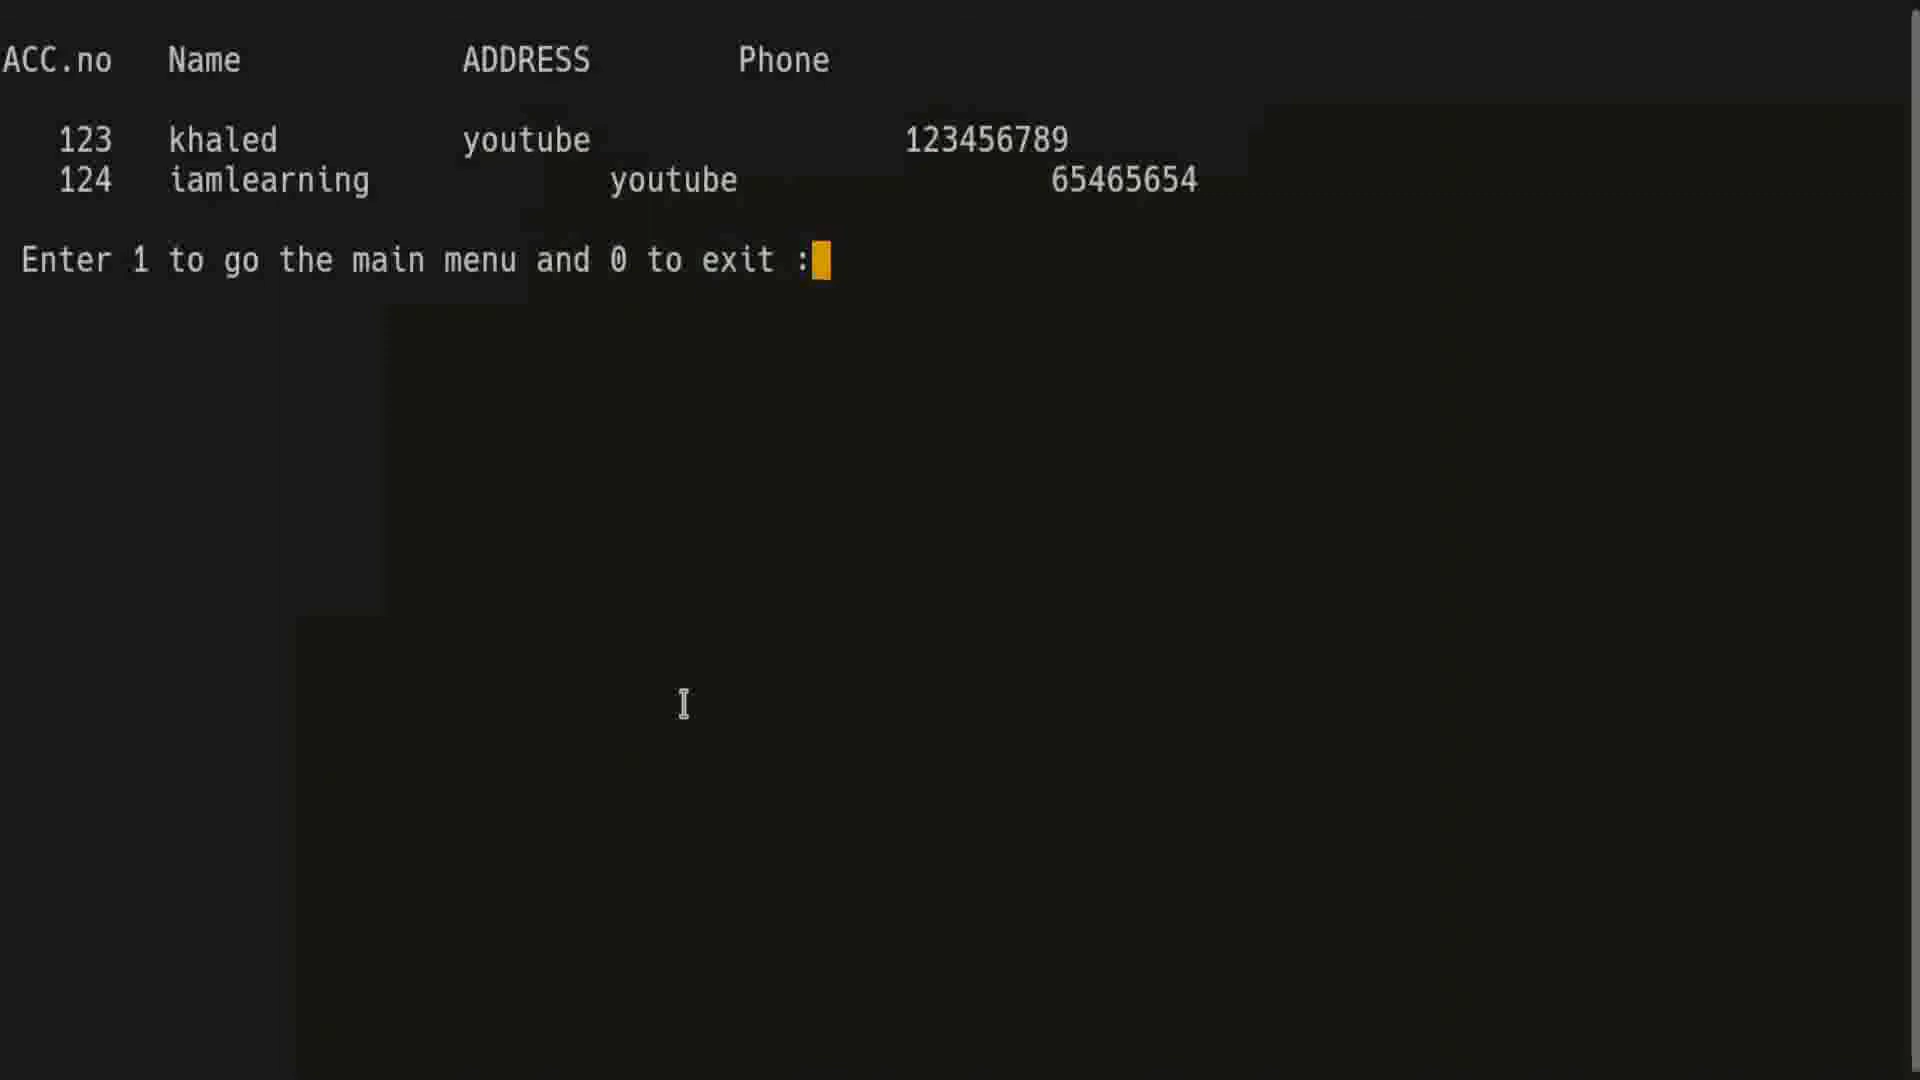 ACC.no   Name            ADDRESS        Phone
123   khaled          youtube                 123456789
124   iamlearning             youtube                 65465654
Enter 1 to go the main menu and 0 to exit :